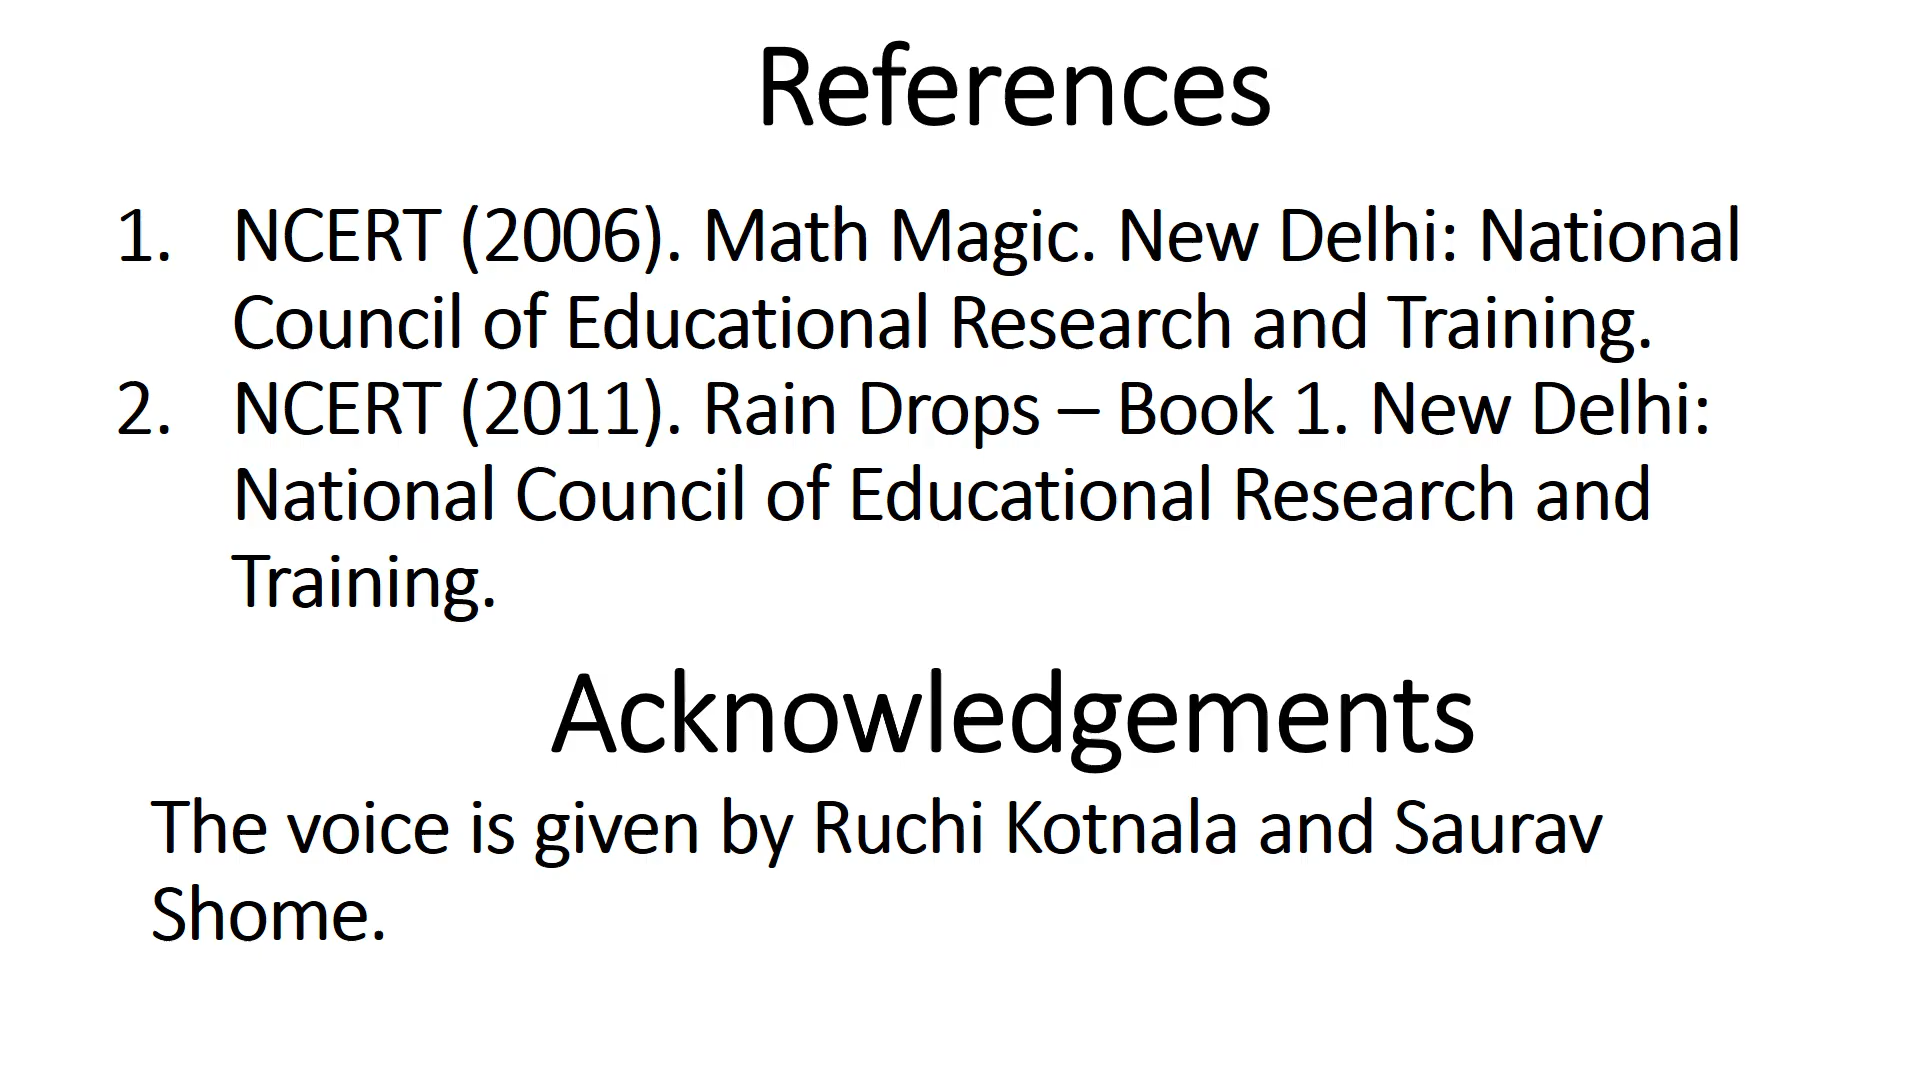 References
1. NCERT (2006). Math Magic. New Delhi: National
Council of Educational Research and Training.
2. NCERT (2011). Rain Drops – Book 1. New Delhi:
National Council of Educational Research and
Training.
Acknowledgements
The voice is given by Ruchi Kotnala and Saurav
Shome.